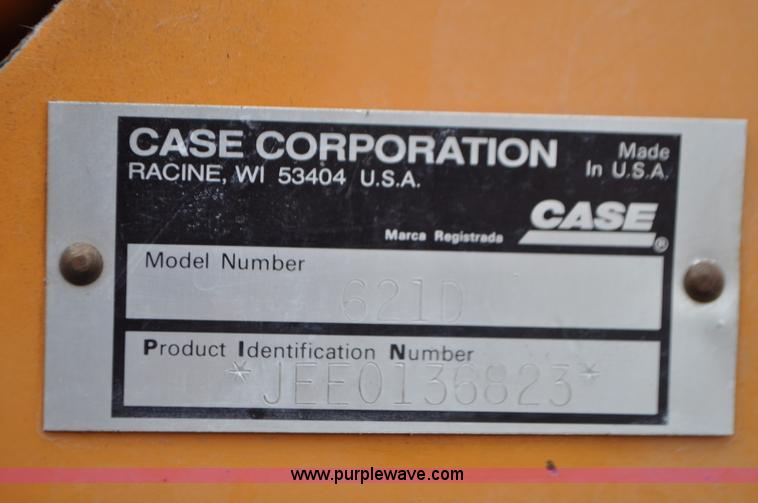 CASE CORPORATION
RACINE, WI 53404 U.S.A.
Made
In U.S.A.
Marca Registrada
CASE®
Model Number
621D
Product Identification Number
*JEE0136823*
www.purplewave.com